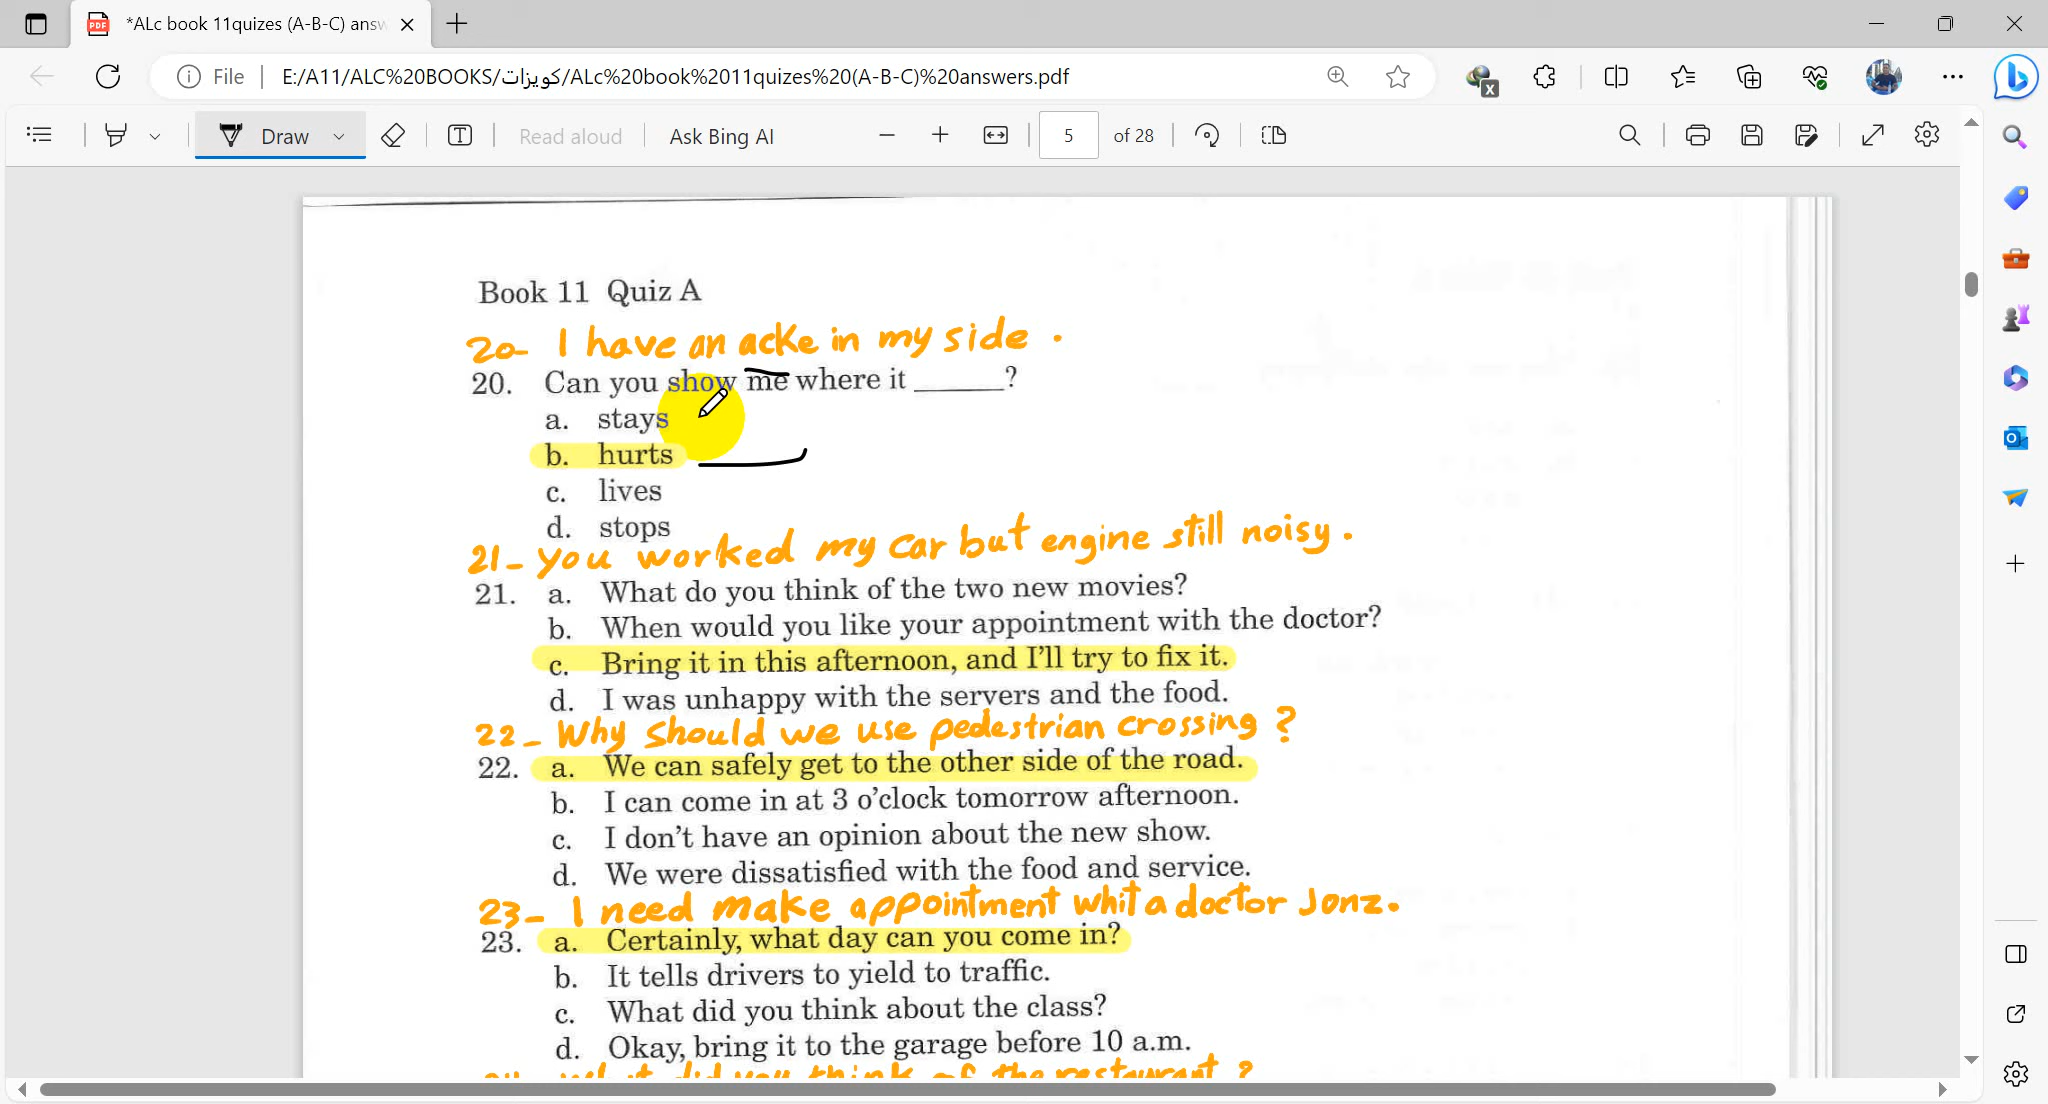 *ALc book 11quizes (A-B-C) answ
File E:/A11/ALC%20BOOKS/كويزات/ALc%20book%2011quizes%20(A-B-C)%20answers.pdf
Draw Read aloud Ask Bing AI 5 of 28
Book 11 Quiz A
20- I have an acke in my side .
20. Can you show me where it ______?
a. stays
b. hurts
c. lives
d. stops
21- you worked my car but engine still noisy.
21. a. What do you think of the two new movies?
b. When would you like your appointment with the doctor?
c. Bring it in this afternoon, and I'll try to fix it.
d. I was unhappy with the servers and the food.
22- Why should we use pedestrian crossing ?
22. a. We can safely get to the other side of the road.
b. I can come in at 3 o'clock tomorrow afternoon.
c. I don't have an opinion about the new show.
d. We were dissatisfied with the food and service.
23- I need make appointment whit a doctor Jonz.
23. a. Certainly, what day can you come in?
b. It tells drivers to yield to traffic.
c. What did you think about the class?
d. Okay, bring it to the garage before 10 a.m.
did you think of the restaurant ?